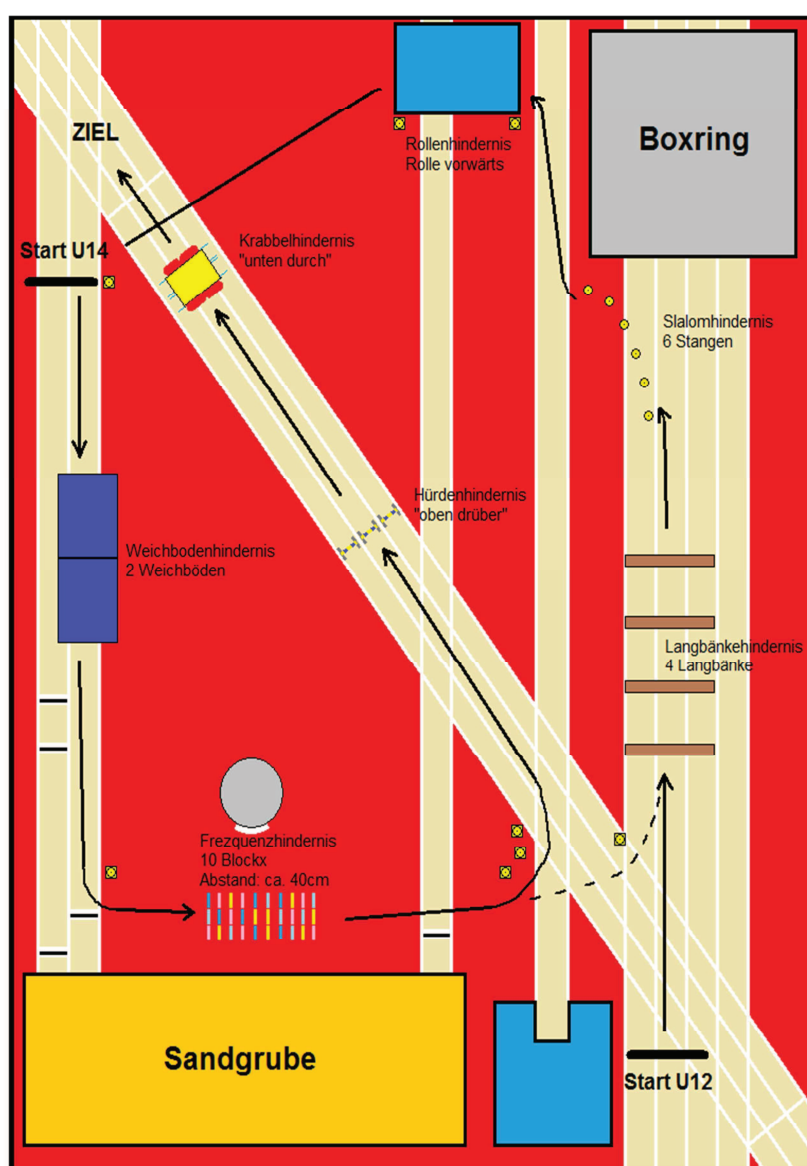 ZIEL
Rollenhindernis
Rolle vorwärts
Boxring
Start U14
Krabbelhindernis
"unten durch"
Slalomhindernis
6 Stangen
Hürdenhindernis
"oben drüber"
Weichbodenhindernis
2 Weichböden
Langbänkehindernis
4 Langbänke
Frezquenzhindernis
10 Blockx
Abstand: ca. 40cm
Sandgrube
Start U12